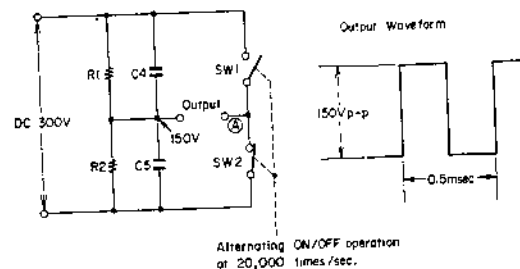 Output Waveform
R1
C4
SW1
Output
A
DC 300V
150V
150Vp-p
R2
C5
SW2
0.5msec
Alternating ON/OFF operation
at 20,000 times/sec.